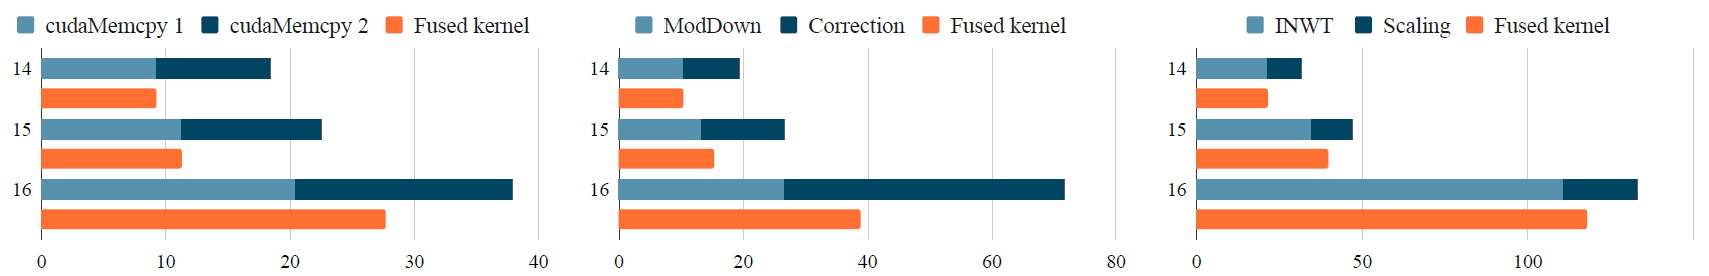 cudaMemcpy 1 cudaMemcpy 2 Fused kernel
14
15
16
0 10 20 30 40
ModDown Correction Fused kernel
14
15
16
0 20 40 60 80
INWT Scaling Fused kernel
14
15
16
0 50 100